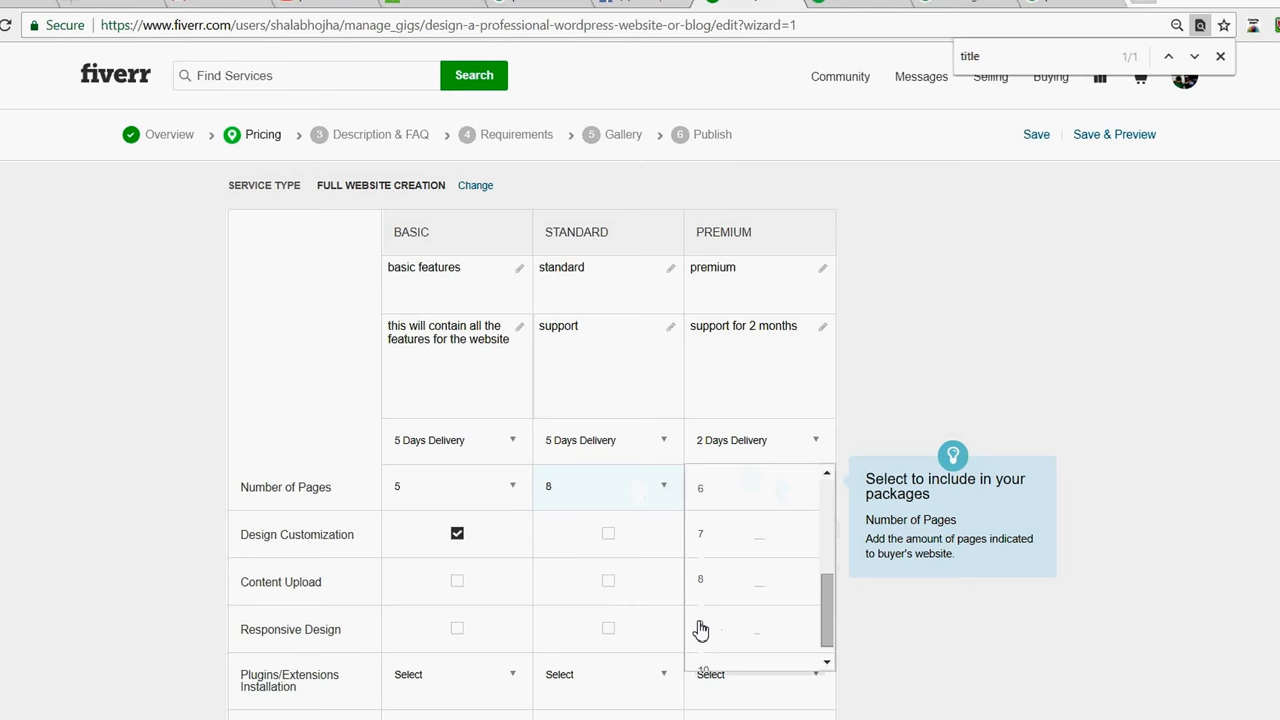 Secure https://www.fiverr.com/users/shalabhojha/manage_gigs/design-a-professional-wordpress-website-or-blog/edit?wizard=1
title 1/1
fiverr Find Services Search Community Messages Selling Buying
Overview Pricing 3 Description & FAQ 4 Requirements 5 Gallery 6 Publish Save Save & Preview
SERVICE TYPE FULL WEBSITE CREATION Change
BASIC STANDARD PREMIUM
basic features standard premium
this will contain all the support support for 2 months
features for the website
5 Days Delivery 5 Days Delivery 2 Days Delivery
Number of Pages 5 8 6
Design Customization 7
Content Upload 8
Responsive Design
10
Plugins/Extensions Select Select Select
Installation
Select to include in your
packages
Number of Pages
Add the amount of pages indicated
to buyer's website.